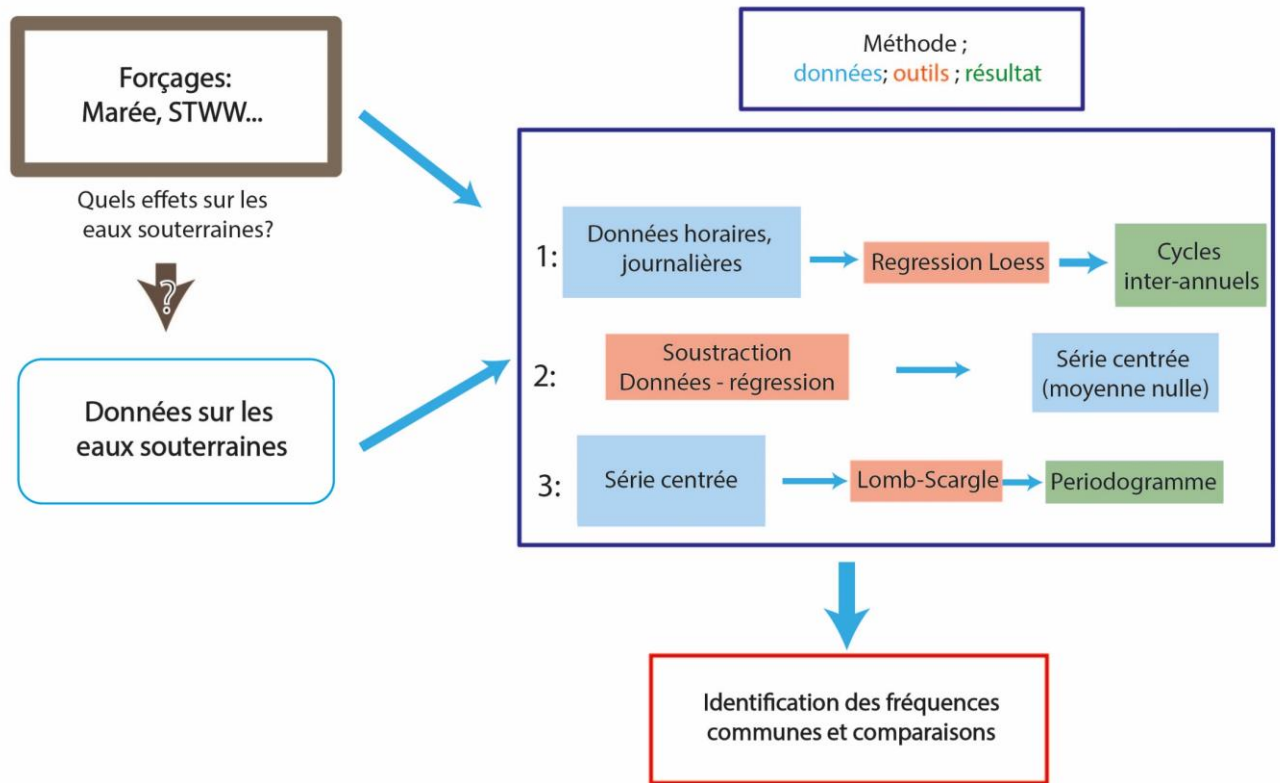 Forçages:
Marée, STWW...
Quels effets sur les
eaux souterraines?
?
Données sur les
eaux souterraines
Méthode ;
données; outils ; résultat
1:
Données horaires,
journalières
Regression Loess
Cycles
inter-annuels
2:
Soustraction
Données - régression
Série centrée
(moyenne nulle)
3:
Série centrée
Lomb-Scargle
Periodogramme
Identification des fréquences
communes et comparaisons